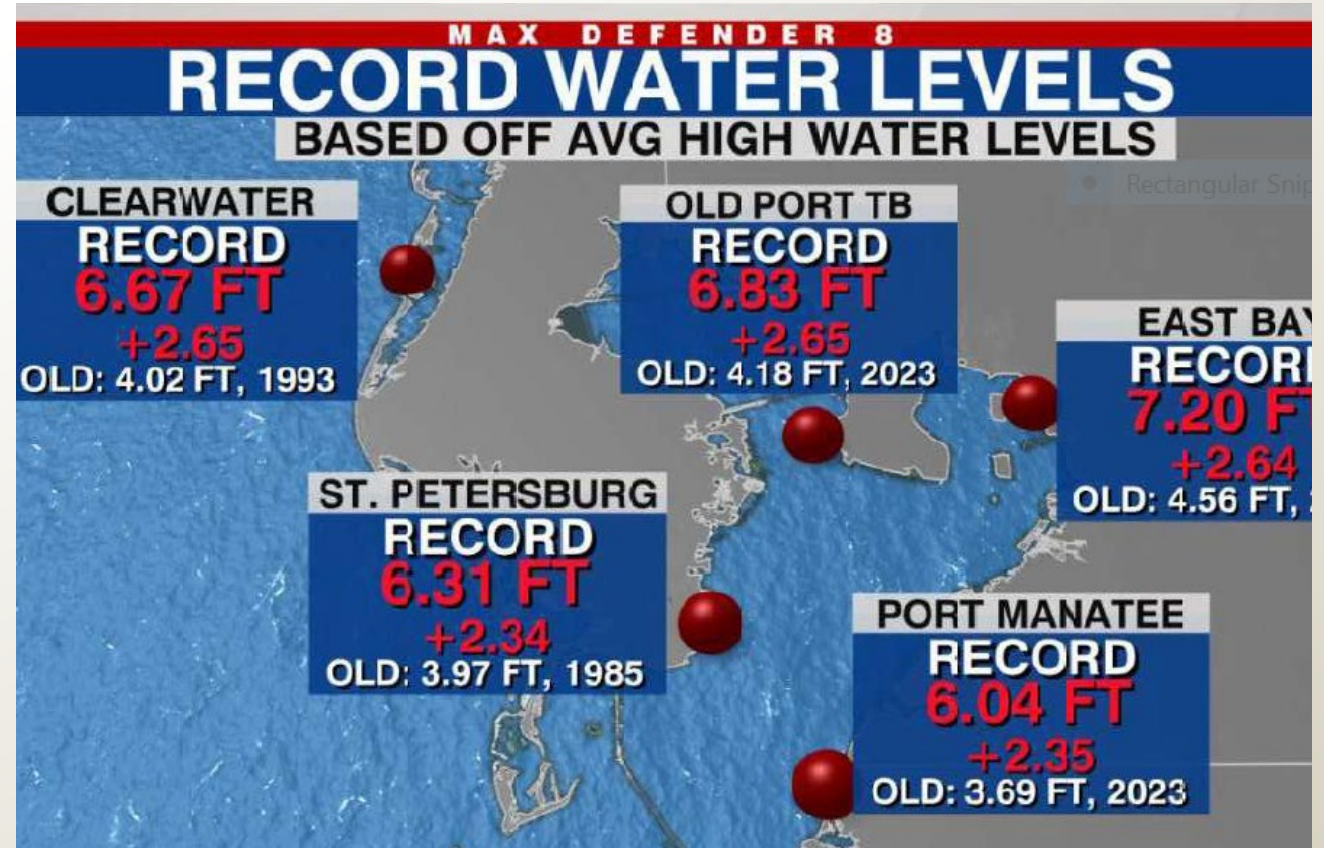 MAX DEFENDER 8
RECORD WATER LEVELS
BASED OFF AVG HIGH WATER LEVELS
Rectangular Snip
CLEARWATER
RECORD
6.67 FT
+2.65
OLD: 4.02 FT, 1993
OLD PORT TB
RECORD
6.83 FT
+2.65
OLD: 4.18 FT, 2023
EAST BAY
RECOR
7.20 F
+2.64
OLD: 4.56 FT,
ST. PETERSBURG
RECORD
6.31 FT
+2.34
OLD: 3.97 FT, 1985
PORT MANATEE
RECORD
6.04 FT
+2.35
OLD: 3.69 FT, 2023